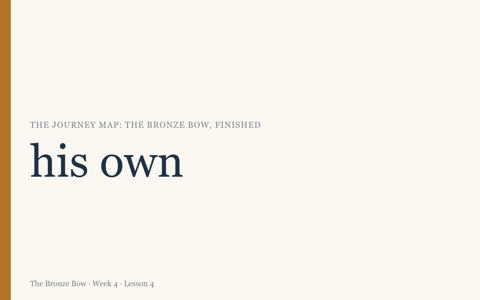 THE JOURNEY MAP: THE BRONZE BOW, FINISHED
his own
The Bronze Bow · Week 4 · Lesson 4